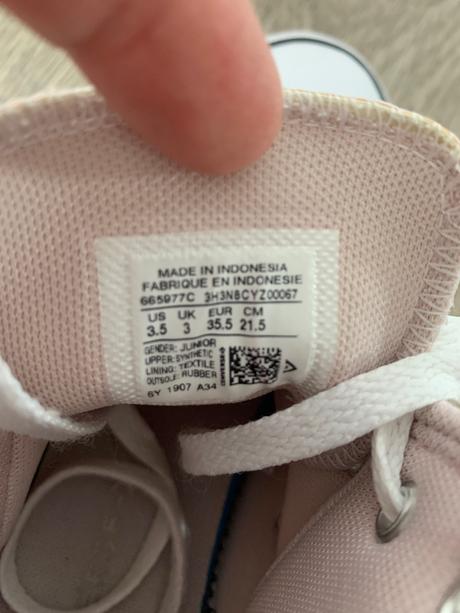 MADE IN INDONESIA
FABRIQUE EN INDONESIE
665977C 3H3N8CYZ00067
US UK EUR CM
3.5 3 35.5 21.5
GENDER: JUNIOR
UPPER: SYNTHETIC
LINING: TEXTILE
OUTSOLE: RUBBER
6Y 1907 A34